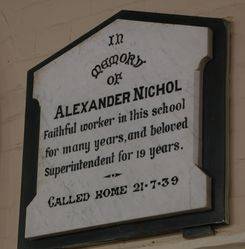 In
memory
OF
ALEXANDER NICHOL
Faithful worker in this school
for many years, and beloved
Superintendent for 19 years.
CALLED HOME 21-7-39